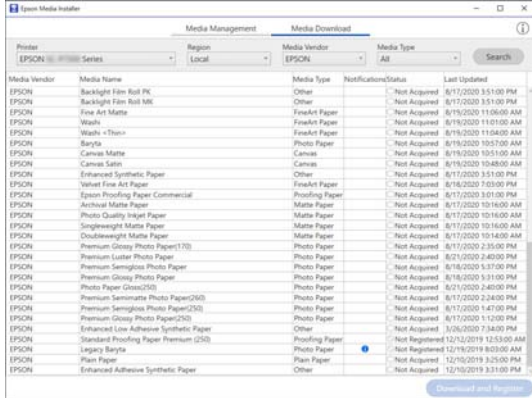 Epson Media Installer
Media Management Media Download
Printer Region Media Vendor Media Type
EPSON Series Local EPSON All Search
Media Vendor Media Name Media Type Notifications Status Last Updated
EPSON Backlight Film Roll PK Other Not Acquired 8/17/2020 3:51:00 PM
EPSON Backlight Film Roll MK Other Not Acquired 8/17/2020 3:51:00 PM
EPSON Fine Art Matte FineArt Paper Not Acquired 8/19/2020 11:06:00 AM
EPSON Washi FineArt Paper Not Acquired 8/19/2020 11:01:00 AM
EPSON Washi <Thin> FineArt Paper Not Acquired 8/19/2020 11:04:00 AM
EPSON Baryta Photo Paper Not Acquired 8/19/2020 10:57:00 AM
EPSON Canvas Matte Canvas Not Acquired 8/19/2020 10:51:00 AM
EPSON Canvas Satin Canvas Not Acquired 8/19/2020 10:48:00 AM
EPSON Enhanced Synthetic Paper Other Not Acquired 8/17/2020 3:51:00 PM
EPSON Velvet Fine Art Paper FineArt Paper Not Acquired 8/18/2020 7:03:00 PM
EPSON Epson Proofing Paper Commercial Proofing Paper Not Acquired 8/17/2020 3:01:00 PM
EPSON Archival Matte Paper Matte Paper Not Acquired 8/17/2020 10:16:00 AM
EPSON Photo Quality Inkjet Paper Matte Paper Not Acquired 8/17/2020 10:16:00 AM
EPSON Singleweight Matte Paper Matte Paper Not Acquired 8/17/2020 10:16:00 AM
EPSON Doubleweight Matte Paper Matte Paper Not Acquired 8/17/2020 10:14:00 AM
EPSON Premium Glossy Photo Paper(170) Photo Paper Not Acquired 8/17/2020 2:35:00 PM
EPSON Premium Luster Photo Paper Photo Paper Not Acquired 8/21/2020 2:40:00 PM
EPSON Premium Semigloss Photo Paper Photo Paper Not Acquired 8/18/2020 5:37:00 PM
EPSON Premium Glossy Photo Paper Photo Paper Not Acquired 8/18/2020 5:31:00 PM
EPSON Photo Paper Gloss(250) Photo Paper Not Acquired 8/21/2020 2:40:00 PM
EPSON Premium Semimatte Photo Paper(260) Photo Paper Not Acquired 8/17/2020 2:24:00 PM
EPSON Premium Semigloss Photo Paper(250) Photo Paper Not Acquired 8/17/2020 1:47:00 PM
EPSON Premium Glossy Photo Paper(250) Photo Paper Not Acquired 8/17/2020 1:12:00 PM
EPSON Enhanced Low Adhesive Synthetic Paper Other Not Acquired 3/26/2020 7:34:00 PM
EPSON Standard Proofing Paper Premium (250) Proofing Paper Not Registered 12/12/2019 12:53:00 AM
EPSON Legacy Baryta Photo Paper Not Registered 12/19/2019 8:03:00 AM
EPSON Plain Paper Plain Paper Not Acquired 12/10/2019 3:25:00 PM
EPSON Enhanced Adhesive Synthetic Paper Other Not Acquired 12/10/2019 3:31:00 PM
Download and Register